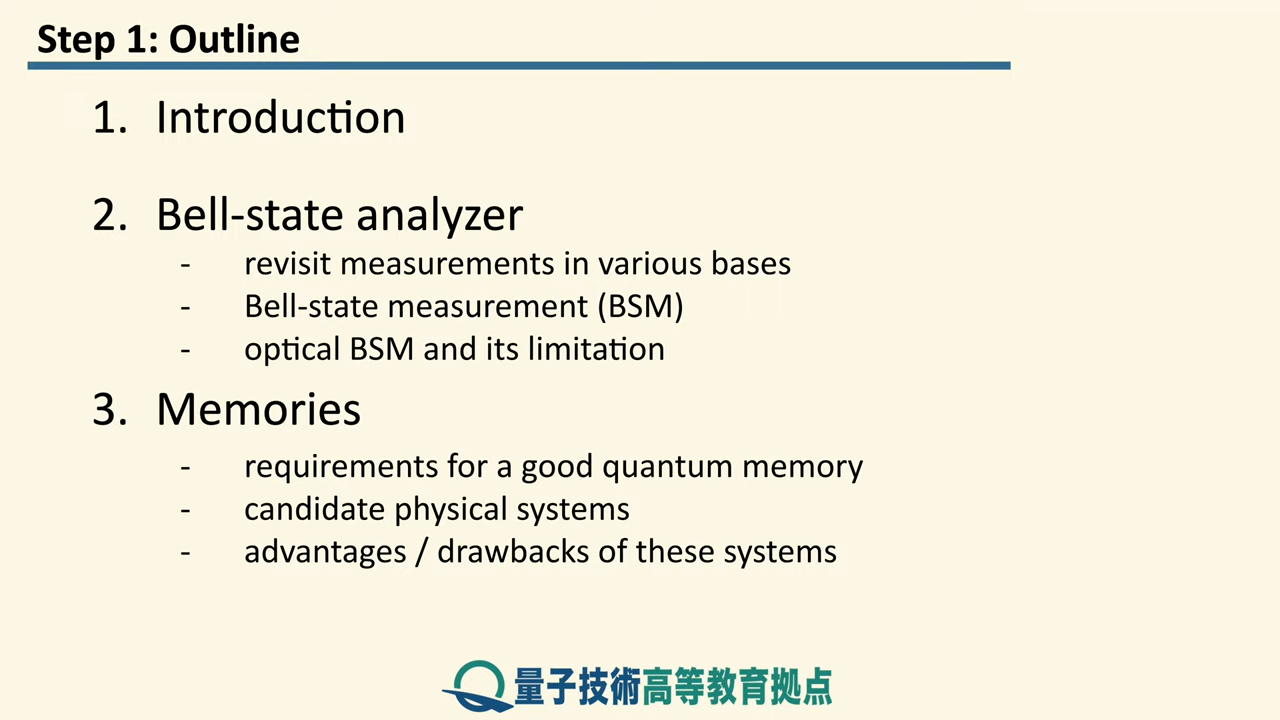 Step 1: Outline
1. Introduction
2. Bell-state analyzer
- revisit measurements in various bases
- Bell-state measurement (BSM)
- optical BSM and its limitation
3. Memories
- requirements for a good quantum memory
- candidate physical systems
- advantages / drawbacks of these systems
量子技術高等教育拠点